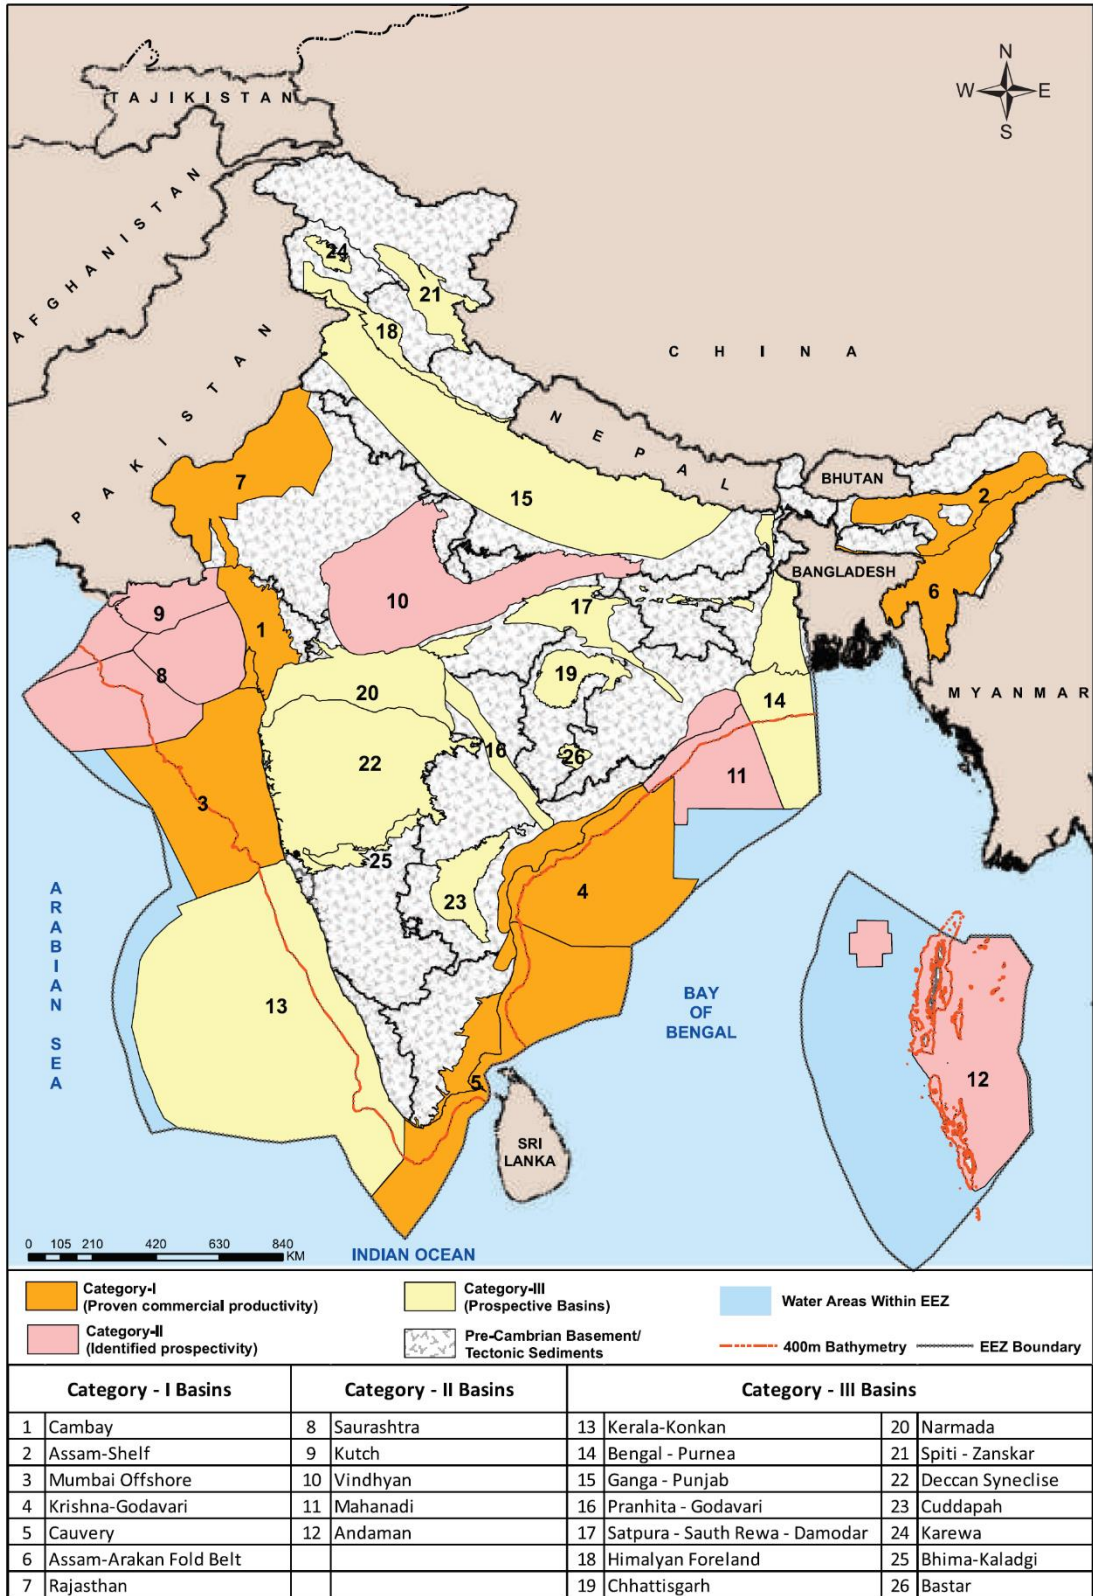 N
W E
S
TAJIKISTAN
AFGHANISTAN
PAKISTAN
CHINA
NEPAL
BHUTAN
BANGLADESH
MYANMAR
24
21
18
7
15
2
6
10
9
1
8
17
19
20
14
16
26
22
11
3
25
4
23
13
5
12
ARABIAN SEA
BAY
OF
BENGAL
SRI
LANKA
INDIAN OCEAN
0 105 210 420 630 840
KM
Category-I
(Proven commercial productivity)
Category-II
(Identified prospectivity)
Category-III
(Prospective Basins)
Pre-Cambrian Basement/
Tectonic Sediments
Water Areas Within EEZ
400m Bathymetry
EEZ Boundary
Category - I Basins Category - II Basins Category - III Basins
1 Cambay 8 Saurashtra 13 Kerala-Konkan 20 Narmada
2 Assam-Shelf 9 Kutch 14 Bengal - Purnea 21 Spiti - Zanskar
3 Mumbai Offshore 10 Vindhyan 15 Ganga - Punjab 22 Deccan Syneclise
4 Krishna-Godavari 11 Mahanadi 16 Pranhita - Godavari 23 Cuddapah
5 Cauvery 12 Andaman 17 Satpura - Sauth Rewa - Damodar 24 Karewa
6 Assam-Arakan Fold Belt 18 Himalyan Foreland 25 Bhima-Kaladgi
7 Rajasthan 19 Chhattisgarh 26 Bastar